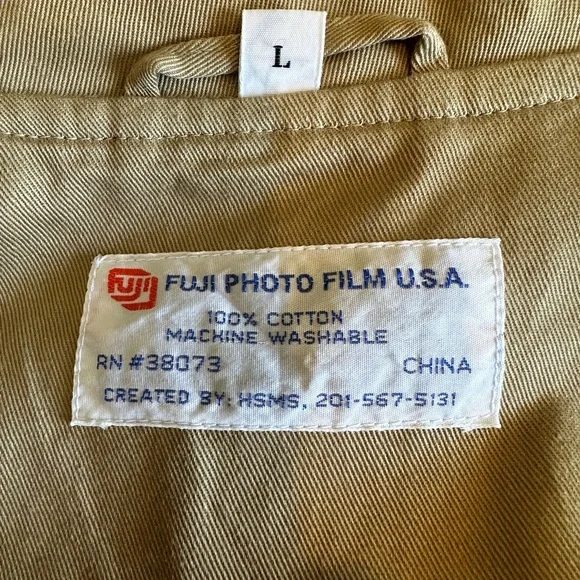 L
FUJI FUJI PHOTO FILM U.S.A.
100% COTTON
MACHINE WASHABLE
RN #38073 CHINA
CREATED BY: HSMS, 201-567-5131